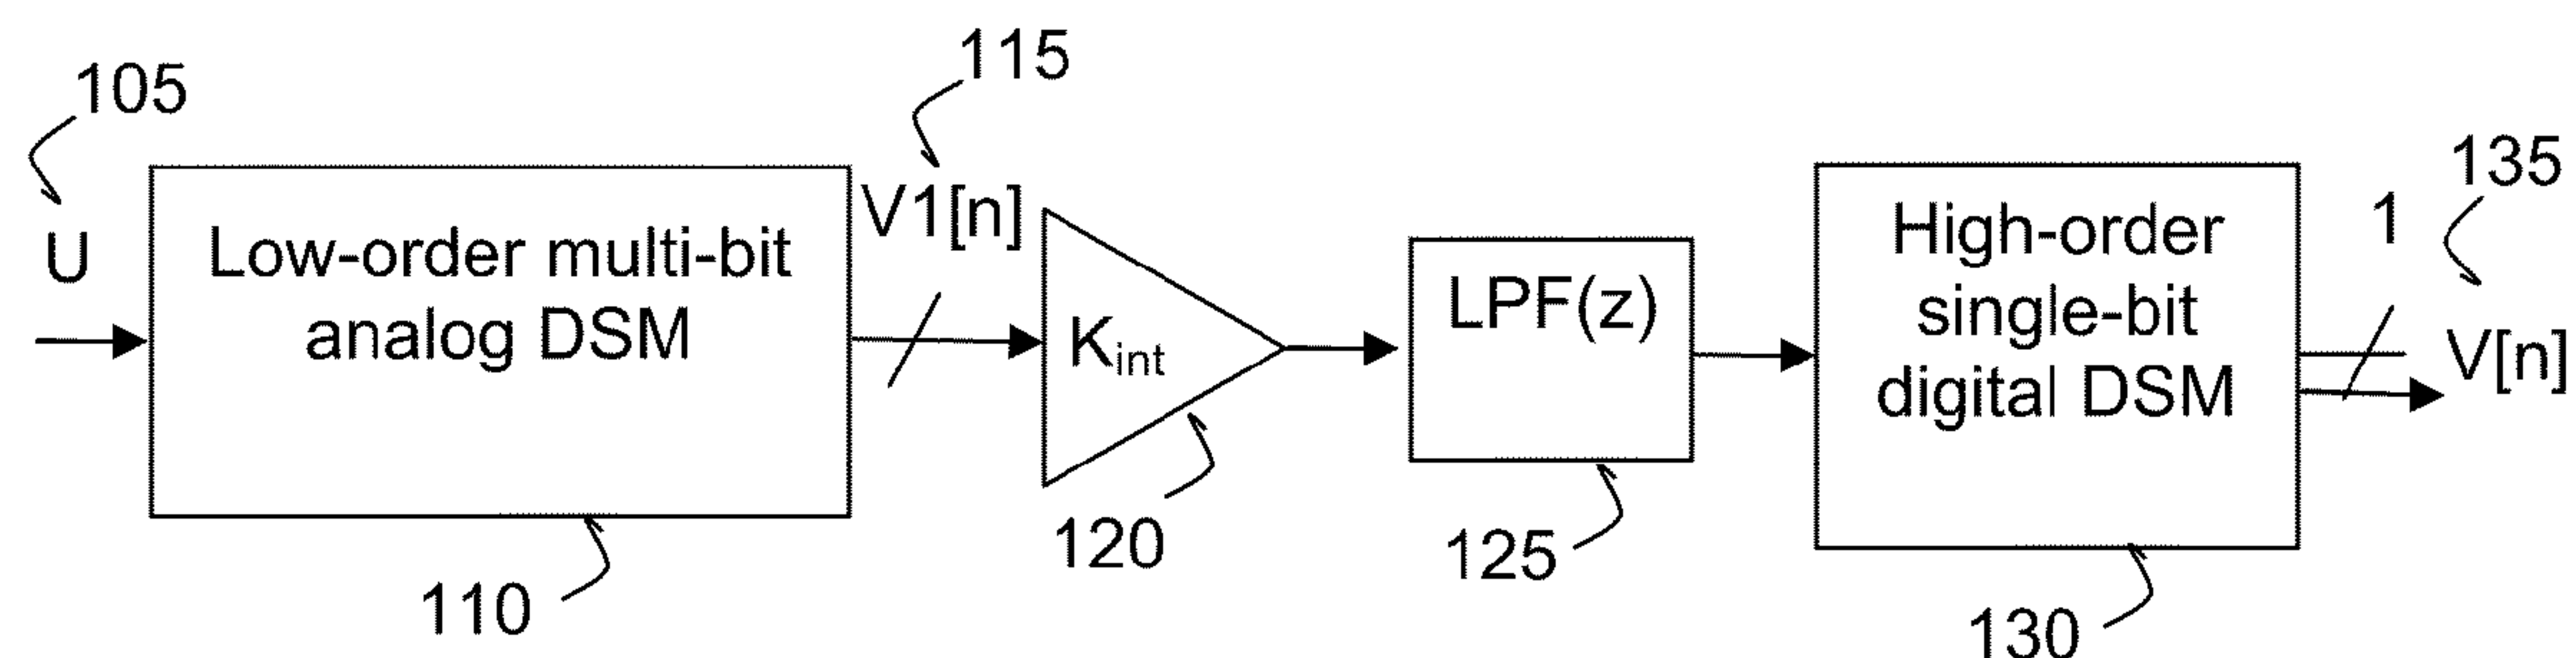 105
U
Low-order multi-bit
analog DSM
110
115
V1[n]
K_int
120
LPF(z)
125
High-order
single-bit
digital DSM
130
1
135
V[n]